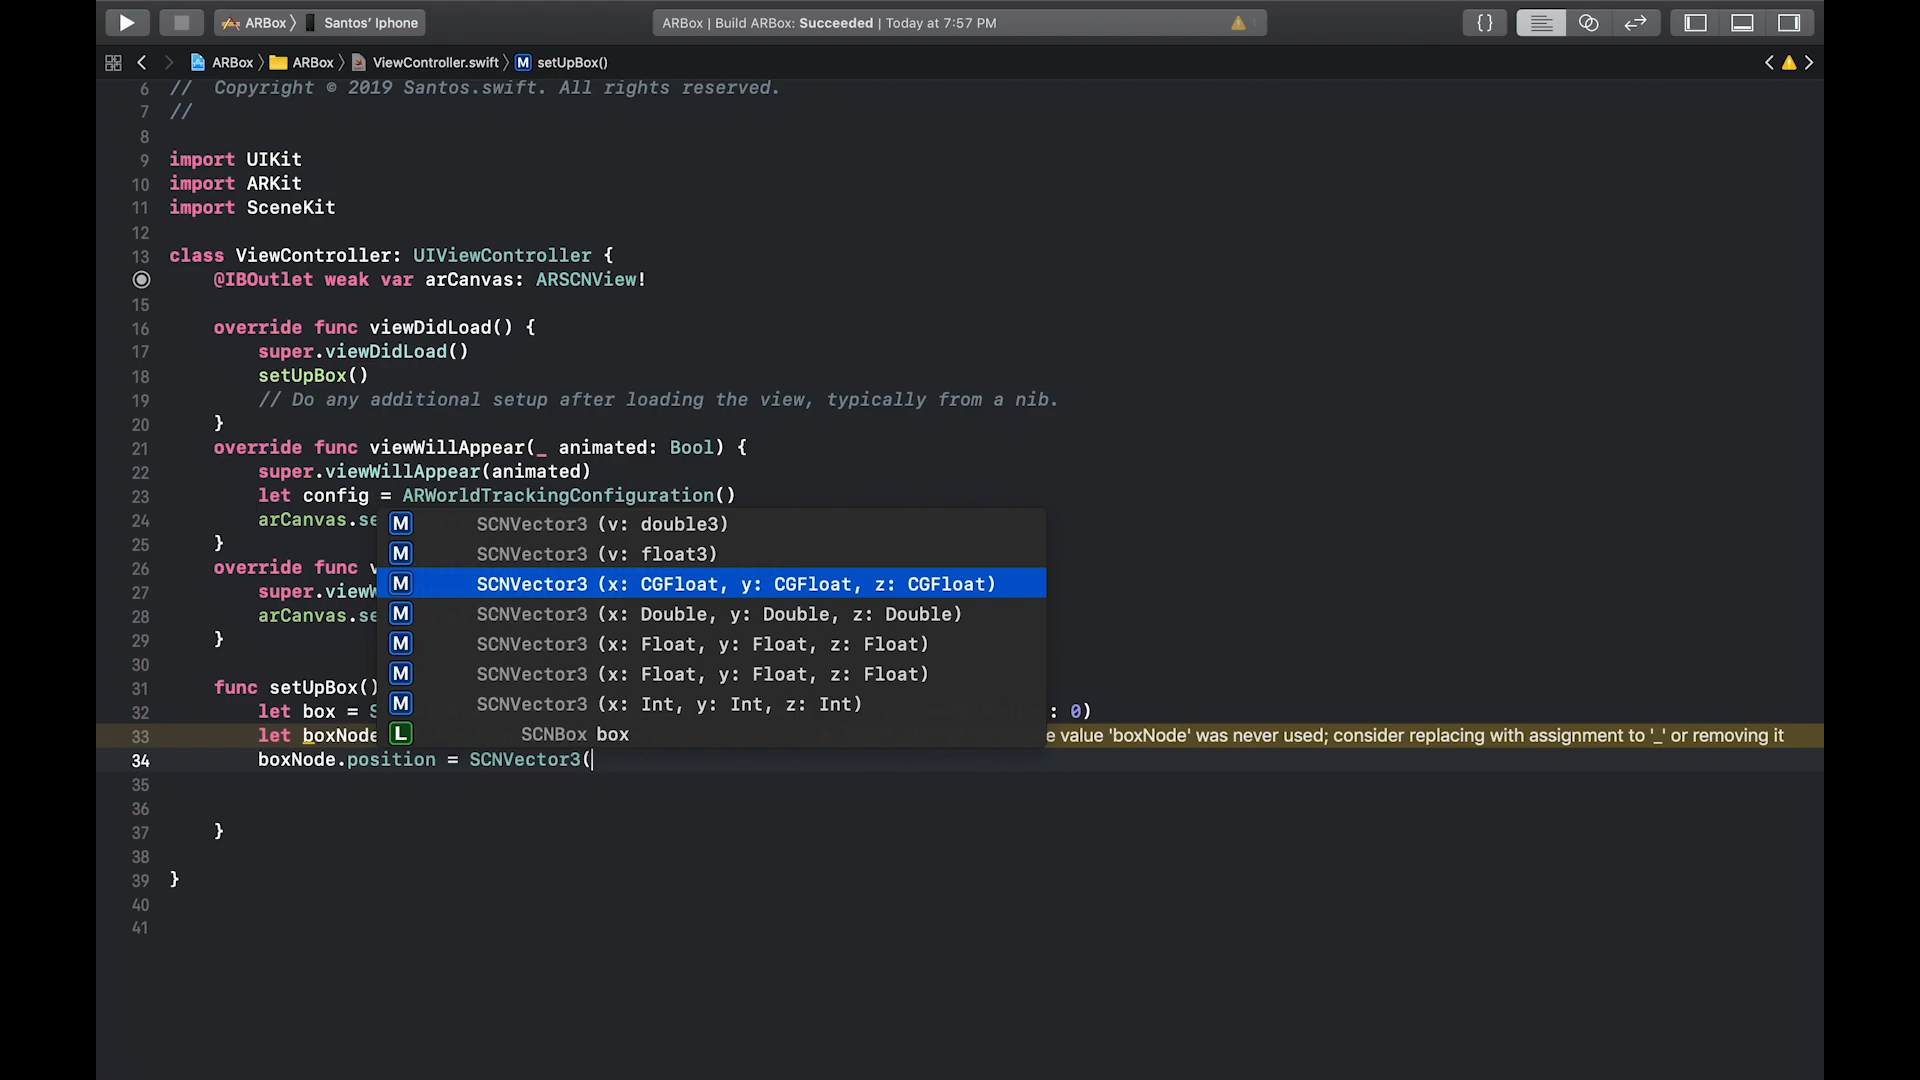 ARBox 〉 Santos’ Iphone
ARBox | Build ARBox: Succeeded | Today at 7:57 PM
{}
ARBox 〉 ARBox 〉 ViewController.swift 〉 M setUpBox()
6 //  Copyright © 2019 Santos.swift. All rights reserved.
7 //
8
9 import UIKit
10 import ARKit
11 import SceneKit
12
13 class ViewController: UIViewController {
@IBOutlet weak var arCanvas: ARSCNView!
15
16 override func viewDidLoad() {
17 super.viewDidLoad()
18 setUpBox()
19 // Do any additional setup after loading the view, typically from a nib.
20 }
21 override func viewWillAppear(_ animated: Bool) {
22 super.viewWillAppear(animated)
23 let config = ARWorldTrackingConfiguration()
24 arCanvas.se
M SCNVector3 (v: double3)
25 }
M SCNVector3 (v: float3)
26 override func v
M SCNVector3 (x: CGFloat, y: CGFloat, z: CGFloat)
27 super.viewW
M SCNVector3 (x: Double, y: Double, z: Double)
28 arCanvas.se
29 }
M SCNVector3 (x: Float, y: Float, z: Float)
30
M SCNVector3 (x: Float, y: Float, z: Float)
31 func setUpBox()
M SCNVector3 (x: Int, y: Int, z: Int)
32 let box = S : 0)
33 let boxNode e value 'boxNode' was never used; consider replacing with assignment to '_' or removing it
L SCNBox box
34 boxNode.position = SCNVector3(
35
36
37 }
38
39 }
40
41